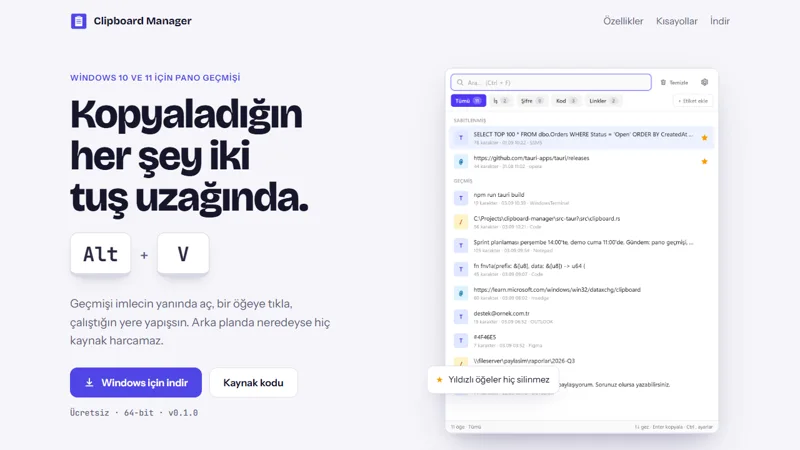 Clipboard Manager
Özellikler
Kısayollar
İndir
WİNDOWS 10 VE 11 İÇİN PANO GEÇMİŞİ
Kopyaladığın
her şey iki
tuş uzağında.
Alt + V
Geçmişi imlecin yanında aç, bir öğeye tıkla,
çalıştığın yere yapışsın. Arka planda neredeyse hiç
kaynak harcamaz.
Windows için indir
Kaynak kodu
Ücretsiz · 64-bit · v0.1.0
Ara... (Ctrl + F)
Temizle
Tümü 11
İş 2
Şifre
Kod
Linkler
+ Etiket ekle
SABİTLENMİŞ
T
SELECT TOP 100 * FROM dbo.Orders WHERE Status = 'Open' ORDER BY CreatedAt ...
https://github.com/tauri-apps/tauri/releases
GEÇMİŞ
T
npm run tauri build
/
C:\Projects\clipboard-manager\src-tauri\src\clipboard.rs
T
Sprint planlaması perşembe 14.00'te, demo cuma 11.00'de. Gündem: pano geçmişi, ...
T
fn fnv1a(prefix: &[u8], data: &[u8]) -> u64 {
https://learn.microsoft.com/windows/win32/dataxchg/clipboard
T
destek@ornek.com.tr
T
#4F46E5
/
\\fileserver\paylasim\raporlar\2026-Q3
Yıldızlı öğeler hiç silinmez
paylaşıyorum. Sorunuz olursa yazabilirsiniz.